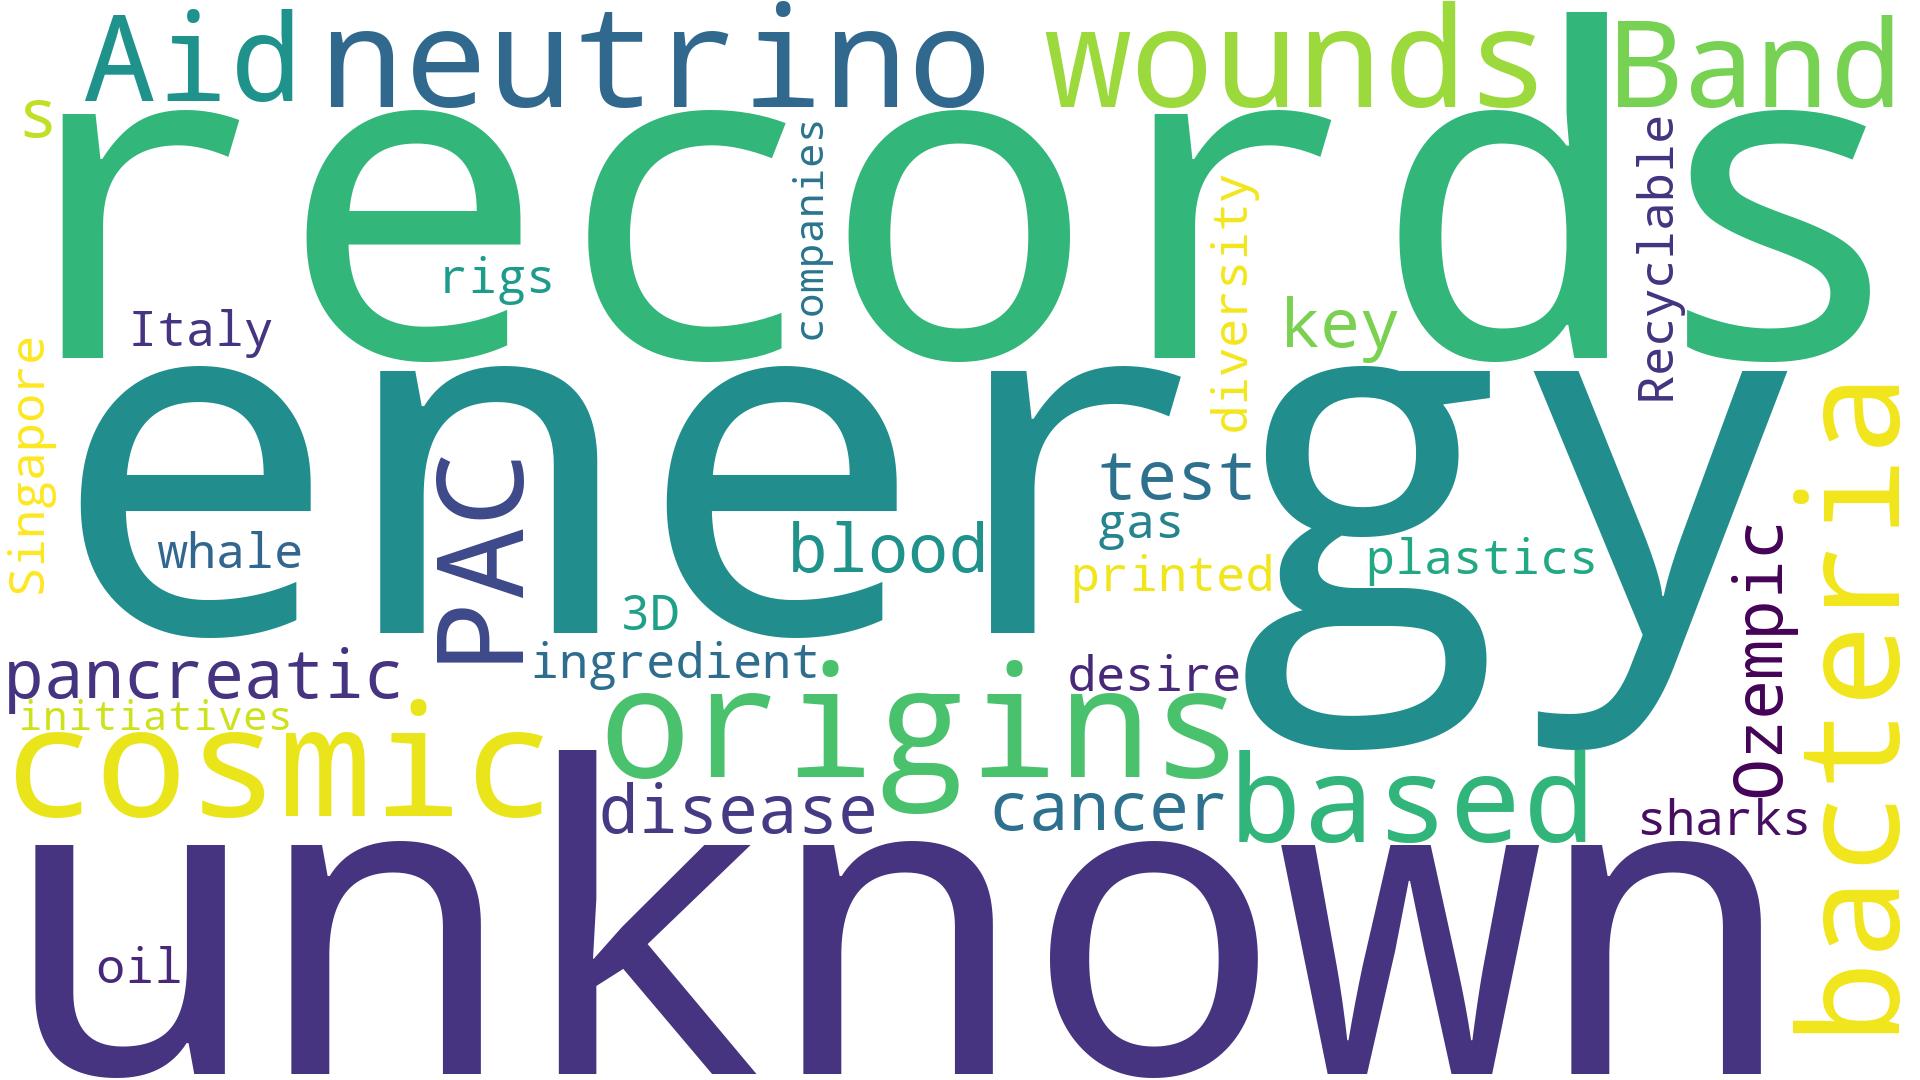 Aid neutrino wounds Band
s
records
companies
diversity
Recyclable
rigs
Italy
key
Singapore
energy
PAC
test
gas
whale
blood
printed
plastics
3D
Ozempic
bacteria
pancreatic
ingredient
desire
initiatives
cosmic
origins
disease
cancer
based
sharks
unknown
oil